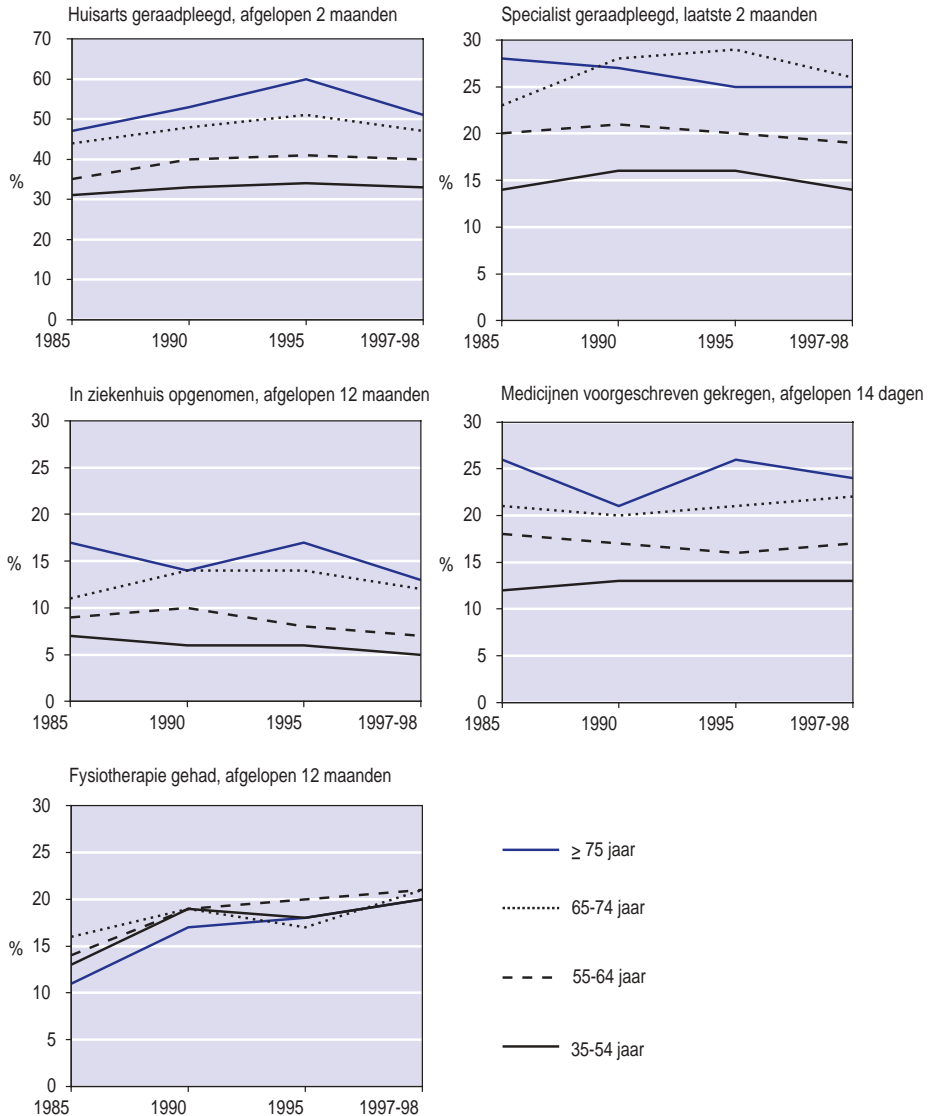 Huisarts geraadpleegd, afgelopen 2 maanden
70
60
50
40
%
30
20
10
0
1985 1990 1995 1997-98
Specialist geraadpleegd, laatste 2 maanden
30
25
20
%
15
10
5
0
1985 1990 1995 1997-98
In ziekenhuis opgenomen, afgelopen 12 maanden
30
25
20
%
15
10
5
0
1985 1990 1995 1997-98
Medicijnen voorgeschreven gekregen, afgelopen 14 dagen
30
25
20
%
15
10
5
0
1985 1990 1995 1997-98
Fysiotherapie gehad, afgelopen 12 maanden
30
25
20
%
15
10
5
0
1985 1990 1995 1997-98
≥ 75 jaar
65-74 jaar
55-64 jaar
35-54 jaar